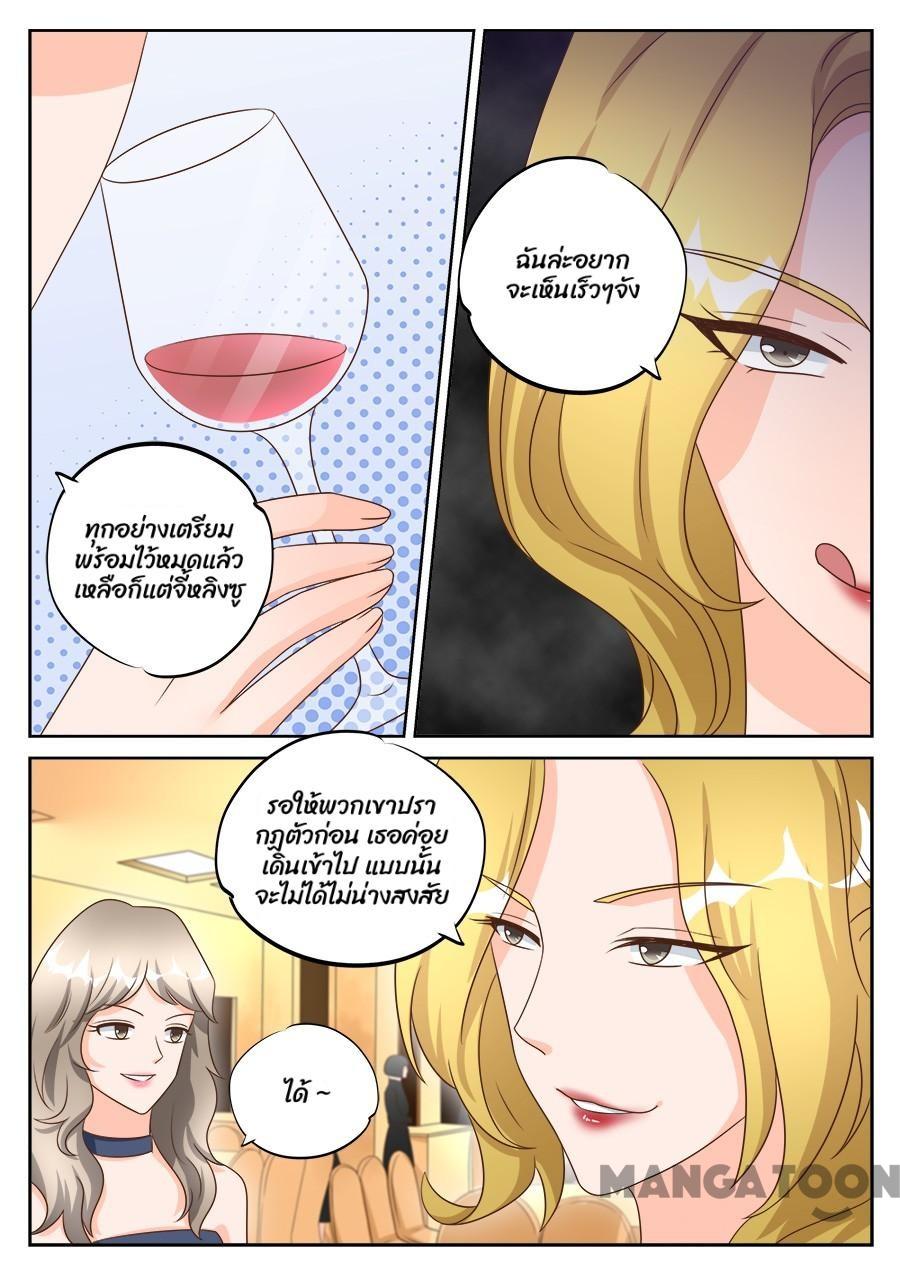 ทุกอย่างเตรียม
พร้อมไว้หมดแล้ว
เหลือก็แต่จี้หลิงซู
ฉันล่ะอยาก
จะเห็นเร็วๆจัง
รอให้พวกเขาปรา
กฏตัวก่อน เธอค่อย
เดินเข้าไป แบบนั้น
จะไม่ได้ไม่น่างสงสัย
ได้ ~
MANGATOON